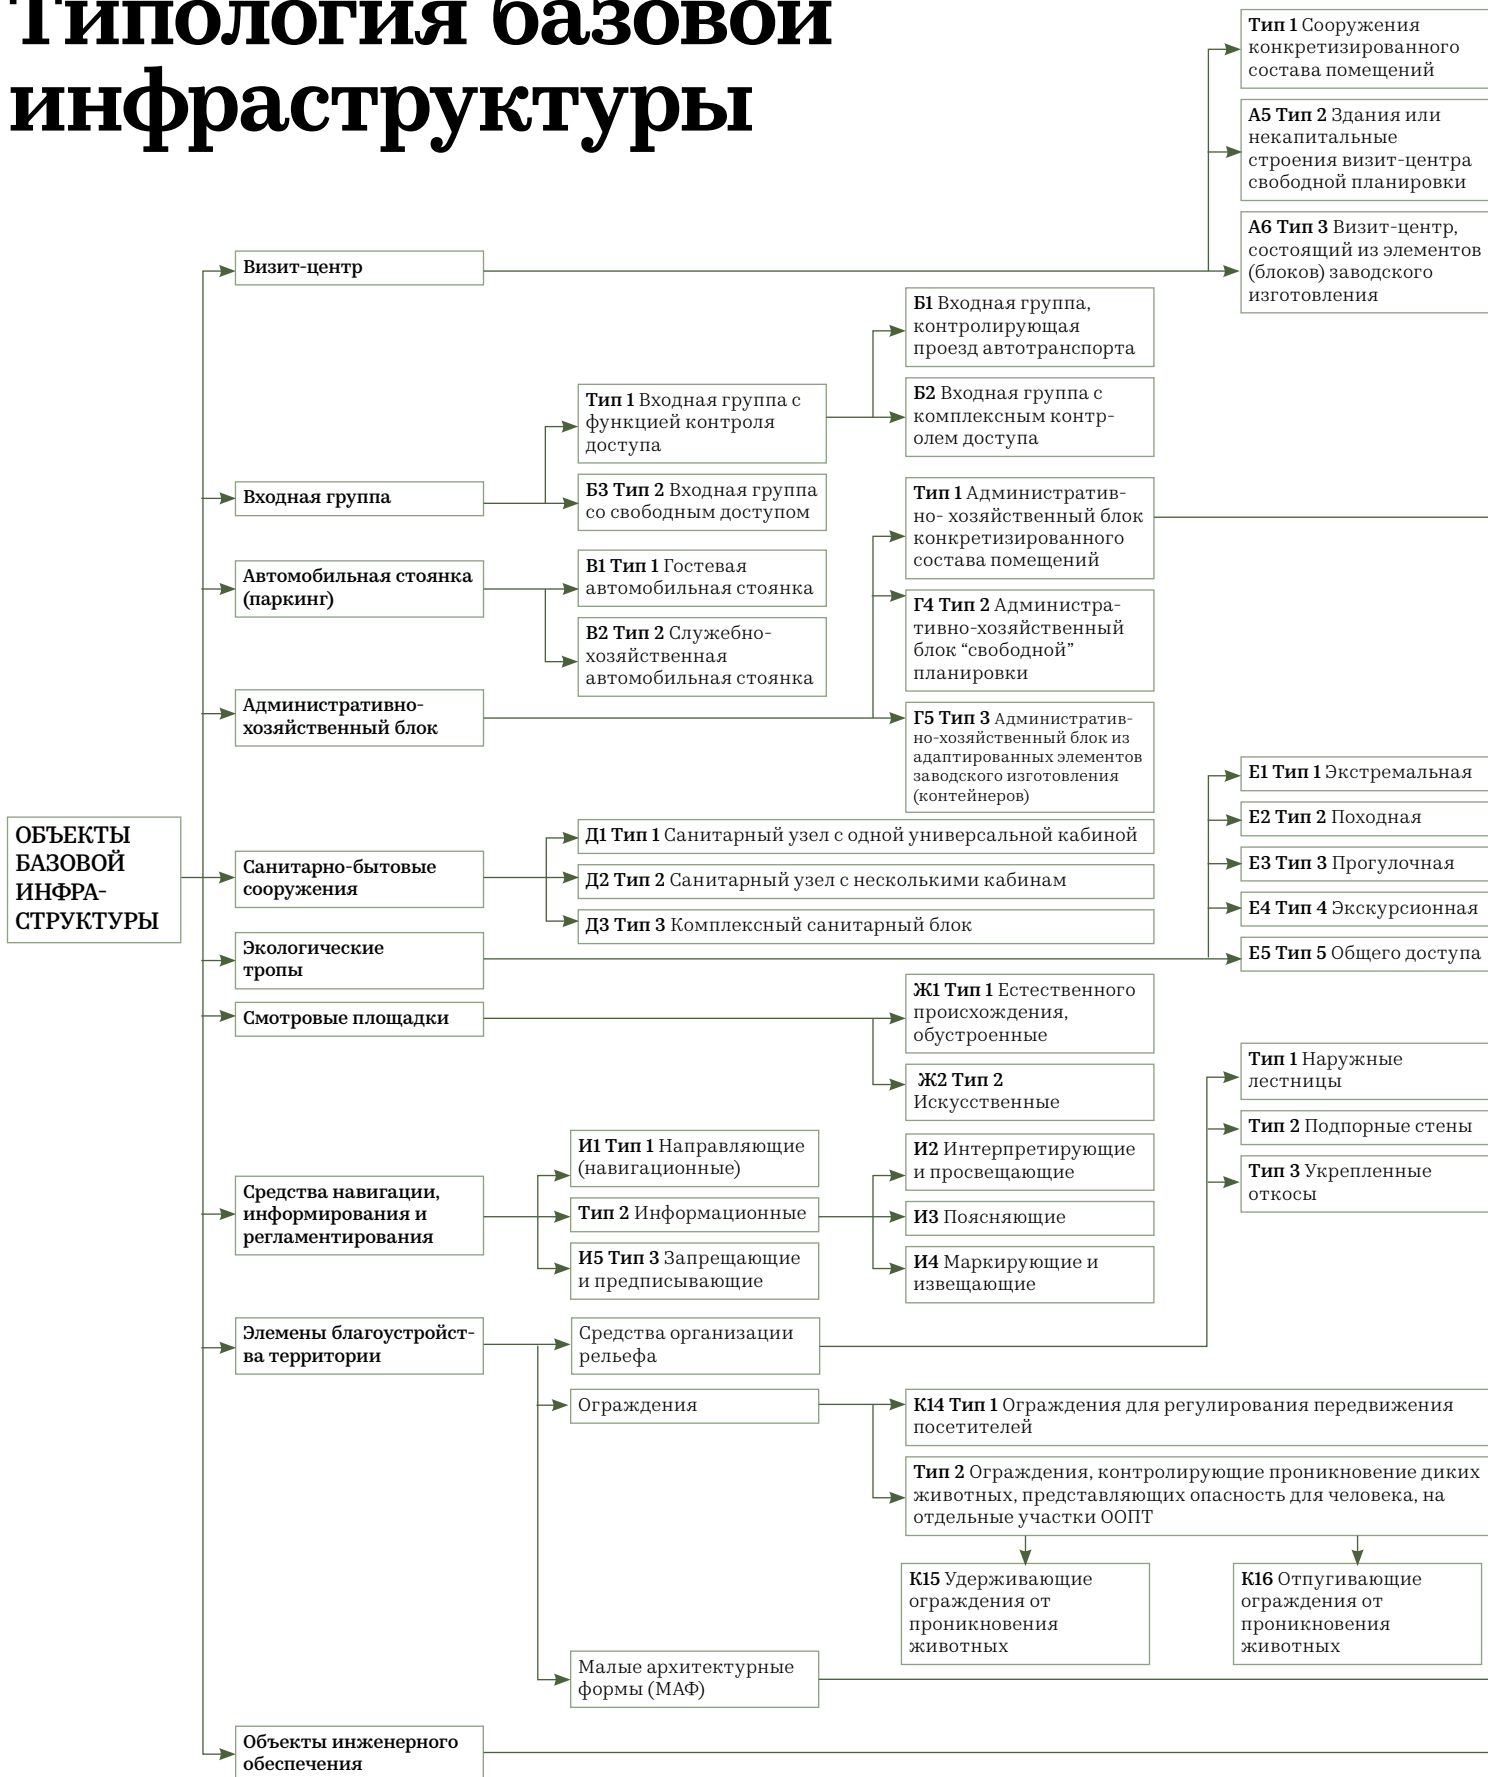 Типология базовой
инфраструктуры
Тип 1 Сооружения
конкретизированного
состава помещений
А5 Тип 2 Здания или
некапитальные
строения визит-центра
свободной планировки
А6 Тип 3 Визит-центр,
состоящий из элементов
(блоков) заводского
изготовления
Визит-центр
Б1 Входная группа,
контролирующая
проезд автотранспорта
Б2 Входная группа с
комплексным контр-
олем доступа
Тип 1 Входная группа с
функцией контроля
доступа
Б3 Тип 2 Входная группа
со свободным доступом
Входная группа
Тип 1 Административ-
но- хозяйственный блок
конкретизированного
состава помещений
Г4 Тип 2 Администра-
тивно-хозяйственный
блок “свободной”
планировки
Г5 Тип 3 Административ-
но-хозяйственный блок из
адаптированных элементов
заводского изготовления
(контейнеров)
В1 Тип 1 Гостевая
автомобильная стоянка
В2 Тип 2 Служебно-
хозяйственная
автомобильная стоянка
Автомобильная стоянка
(паркинг)
Административно-
хозяйственный блок
ОБЪЕКТЫ
БАЗОВОЙ
ИНФРА-
СТРУКТУРЫ
Санитарно-бытовые
сооружения
Д1 Тип 1 Санитарный узел с одной универсальной кабиной
Д2 Тип 2 Санитарный узел с несколькими кабинам
Д3 Тип 3 Комплексный санитарный блок
Е1 Тип 1 Экстремальная
Е2 Тип 2 Походная
Е3 Тип 3 Прогулочная
Е4 Тип 4 Экскурсионная
Е5 Тип 5 Общего доступа
Экологические
тропы
Смотровые площадки
Ж1 Тип 1 Естественного
происхождения,
обустроенные
Ж2 Тип 2
Искусственные
Тип 1 Наружные
лестницы
Тип 2 Подпорные стены
Тип 3 Укрепленные
откосы
Средства навигации,
информирования и
регламентирования
И1 Тип 1 Направляющие
(навигационные)
Тип 2 Информационные
И5 Тип 3 Запрещающие
и предписывающие
И2 Интерпретирующие
и просвещающие
И3 Поясняющие
И4 Маркирующие и
извещающие
Элемены благоустройст-
ва территории
Средства организации
рельефа
Ограждения
К14 Тип 1 Ограждения для регулирования передвижения
посетителей
Тип 2 Ограждения, контролирующие проникновение диких
животных, представляющих опасность для человека, на
отдельные участки ООПТ
К15 Удерживающие
ограждения от
проникновения
животных
К16 Отпугивающие
ограждения от
проникновения
животных
Малые архитектурные
формы (МАФ)
Объекты инженерного
обеспечения